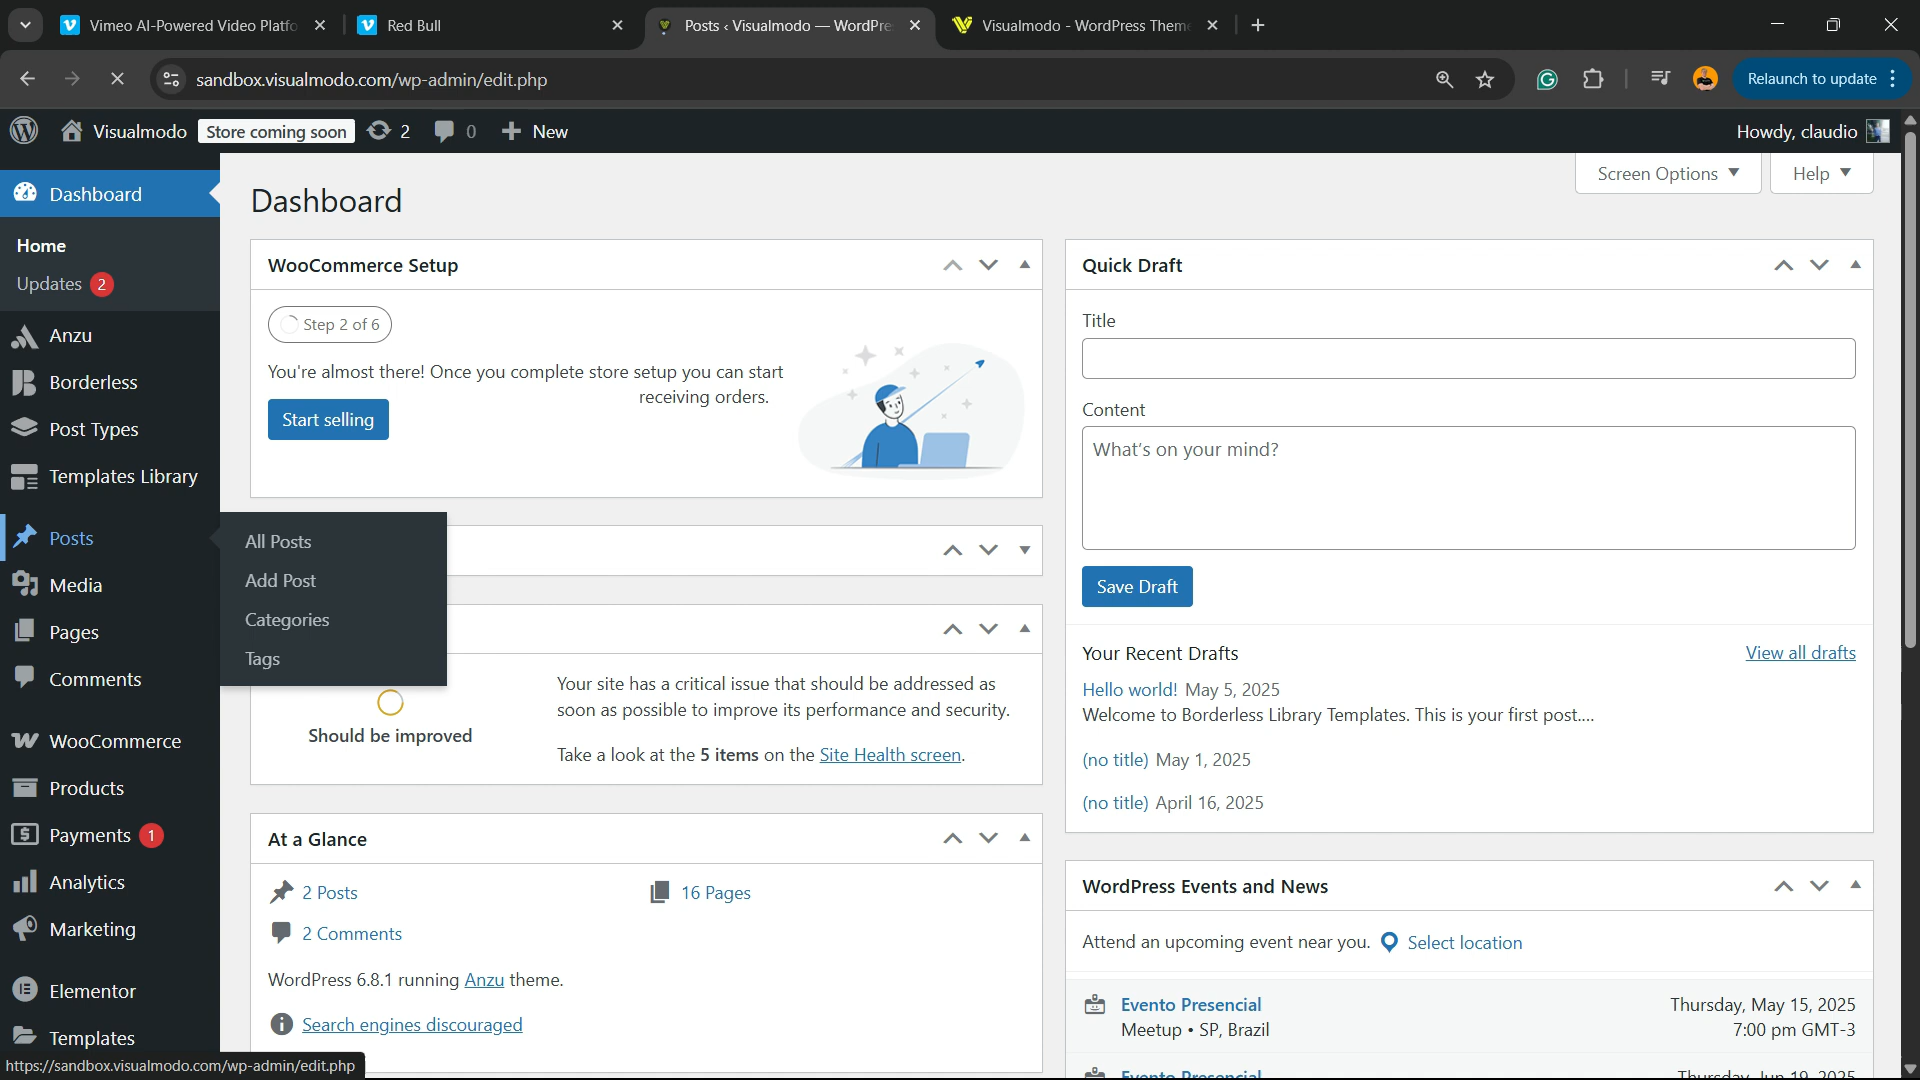 Vimeo AI-Powered Video Platfo
Red Bull
Posts ‹ Visualmodo — WordPre
Visualmodo - WordPress Theme
sandbox.visualmodo.com/wp-admin/edit.php
Relaunch to update
Visualmodo
Store coming soon
2
0
New
Howdy, claudio
Dashboard
Home
Updates 2
Anzu
Borderless
Post Types
Templates Library
Posts
Media
Pages
Comments
WooCommerce
Products
Payments 1
Analytics
Marketing
Elementor
Templates
https://sandbox.visualmodo.com/wp-admin/edit.php
All Posts
Add Post
Categories
Tags
Screen Options
Help
Dashboard
WooCommerce Setup
Step 2 of 6
You're almost there! Once you complete store setup you can start
receiving orders.
Start selling
Should be improved
Your site has a critical issue that should be addressed as
soon as possible to improve its performance and security.
Take a look at the 5 items on the Site Health screen.
At a Glance
2 Posts
16 Pages
2 Comments
WordPress 6.8.1 running Anzu theme.
Search engines discouraged
Quick Draft
Title
Content
What's on your mind?
Save Draft
Your Recent Drafts
View all drafts
Hello world! May 5, 2025
Welcome to Borderless Library Templates. This is your first post....
(no title) May 1, 2025
(no title) April 16, 2025
WordPress Events and News
Attend an upcoming event near you. Select location
Evento Presencial
Thursday, May 15, 2025
Meetup • SP, Brazil
7:00 pm GMT-3
Evento Presencial
Thursday, Jun 19, 2025